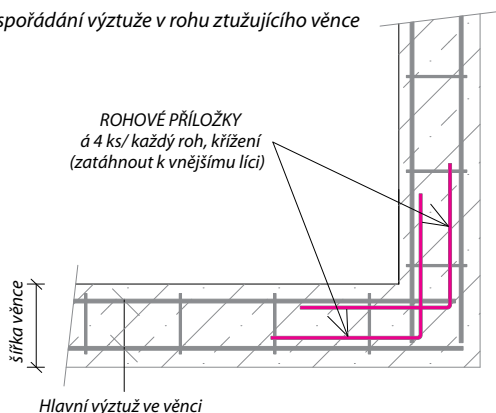 spořádání výztuže v rohu ztužujícího věnce
ROHOVÉ PŘÍLOŽKY
á 4 ks/ každý roh, křížení
(zatáhnout k vnějšímu líci)
šířka věnce
Hlavní výztuž ve věnci